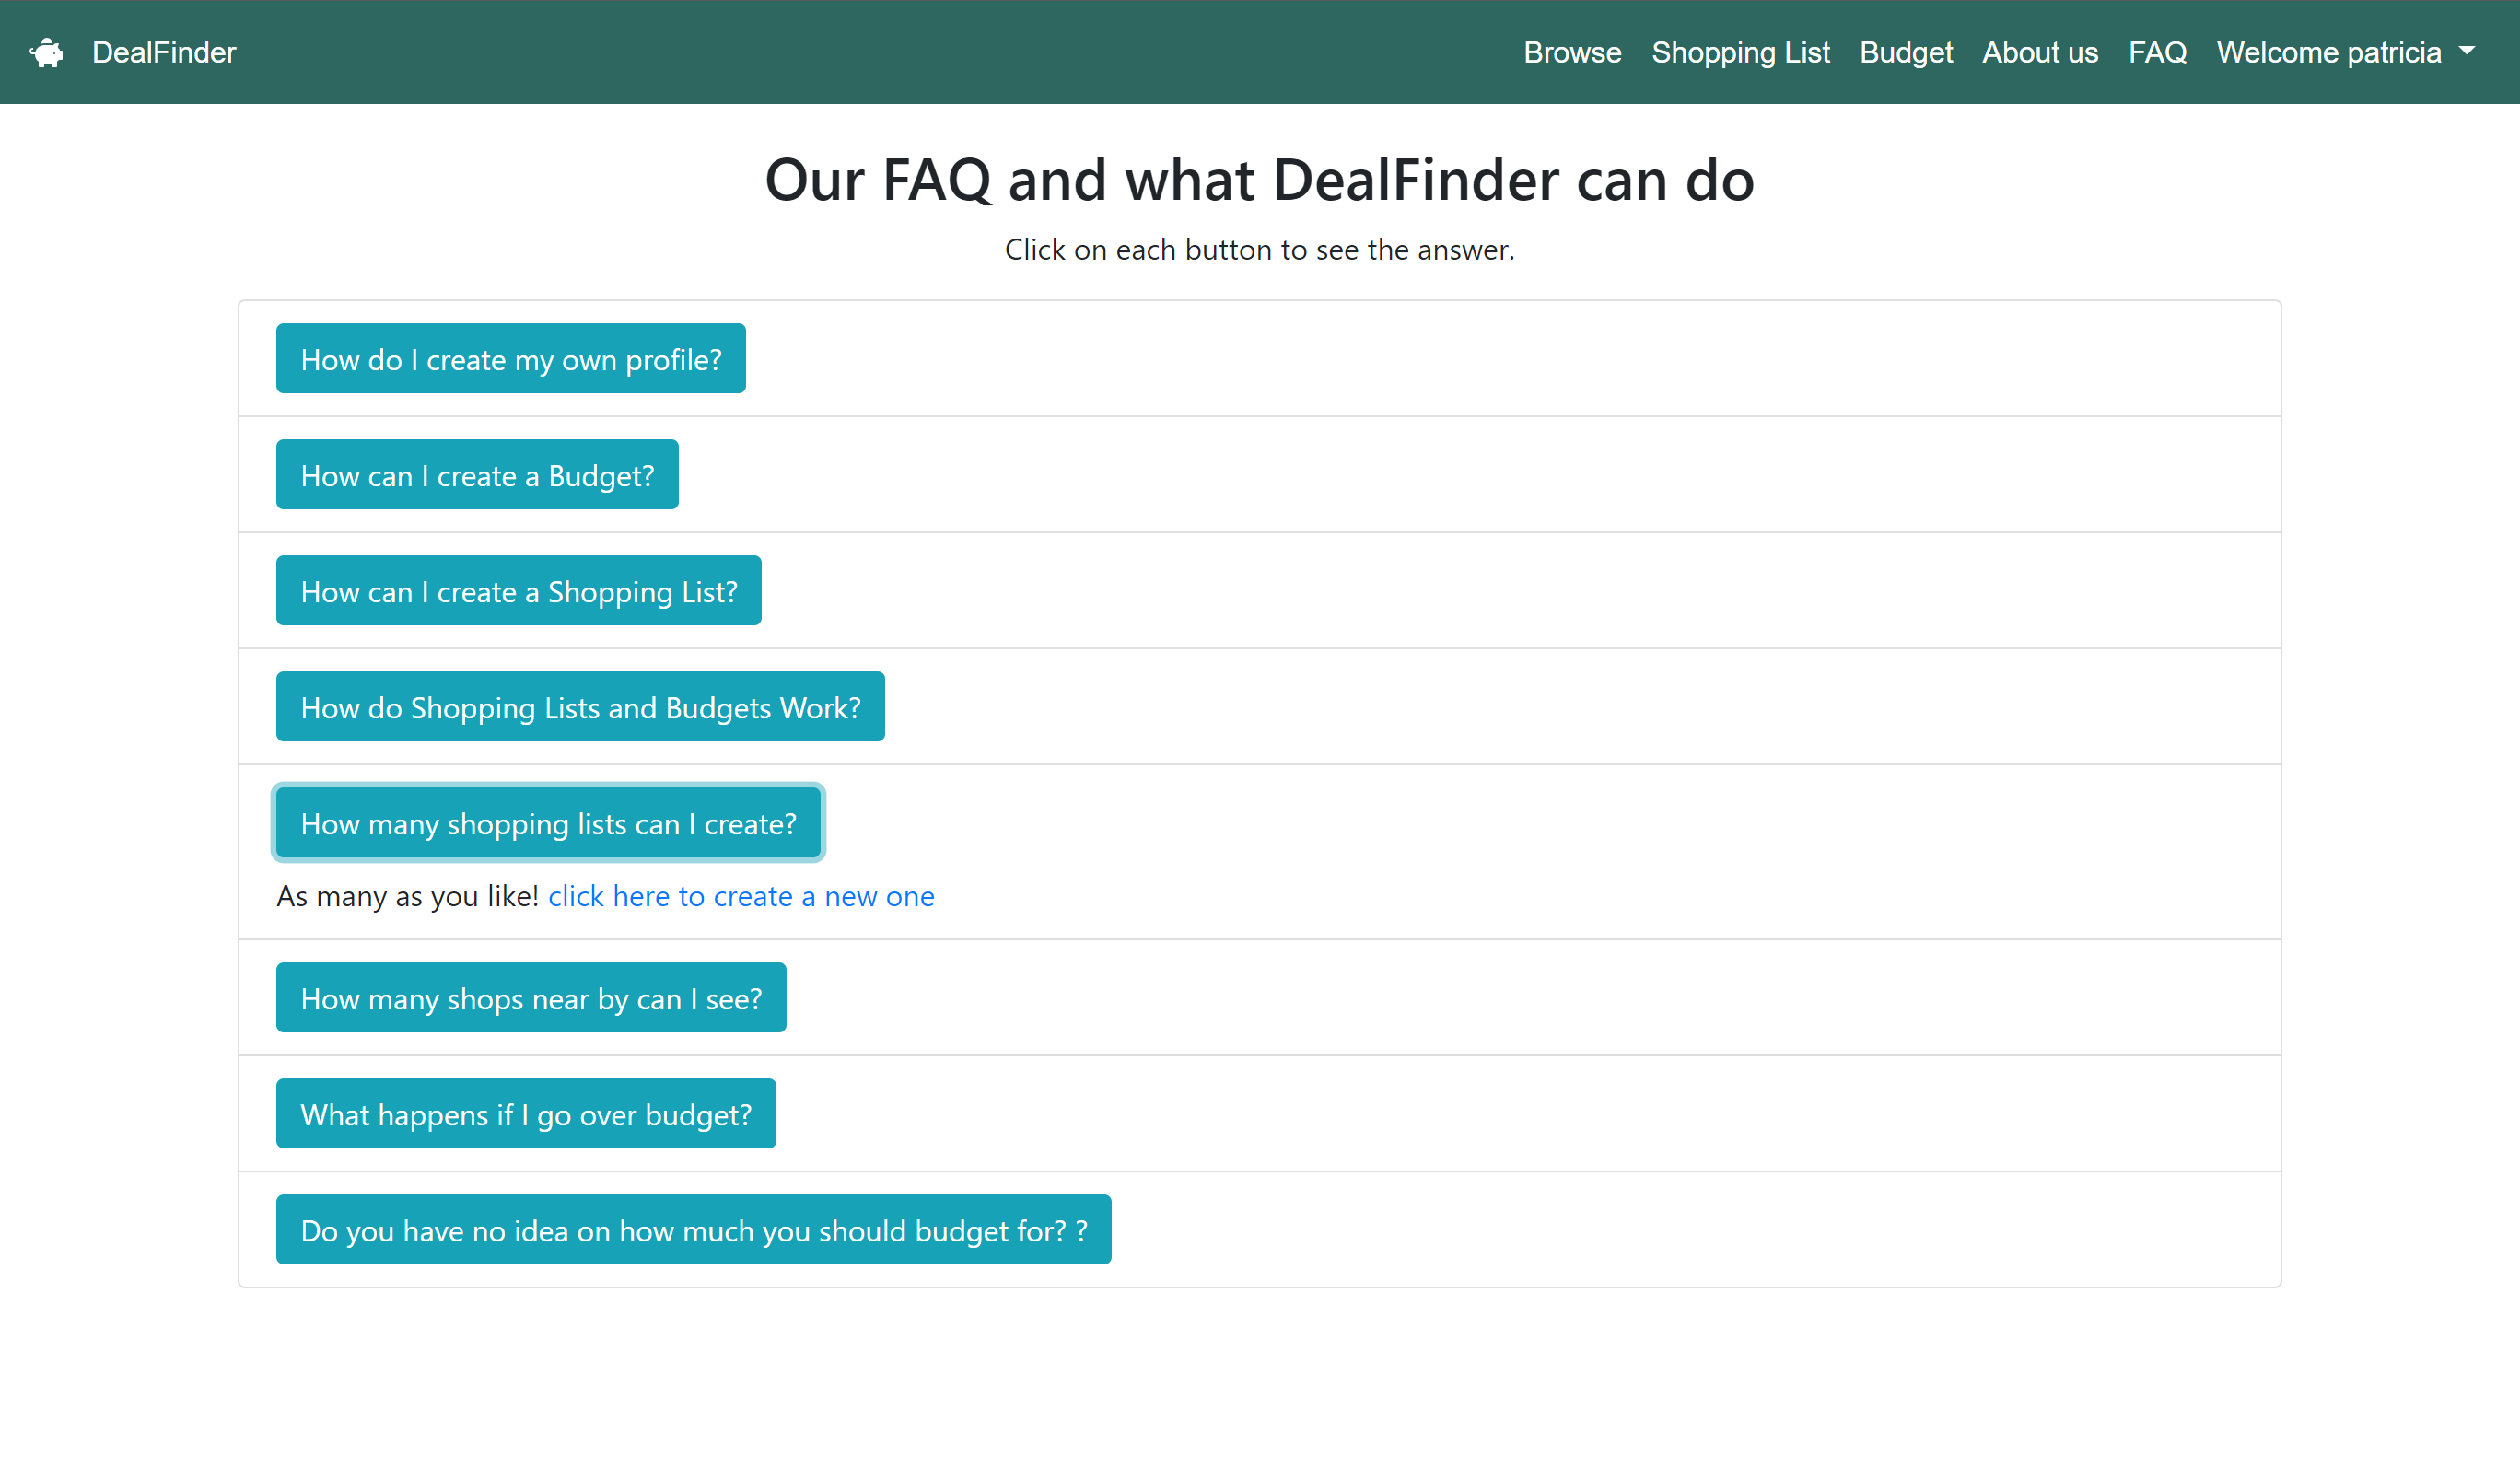 DealFinder
Browse Shopping List Budget About us FAQ Welcome patricia
Our FAQ and what DealFinder can do
Click on each button to see the answer.
How do I create my own profile?
How can I create a Budget?
How can I create a Shopping List?
How do Shopping Lists and Budgets Work?
How many shopping lists can I create?
As many as you like! click here to create a new one
How many shops near by can I see?
What happens if I go over budget?
Do you have no idea on how much you should budget for? ?